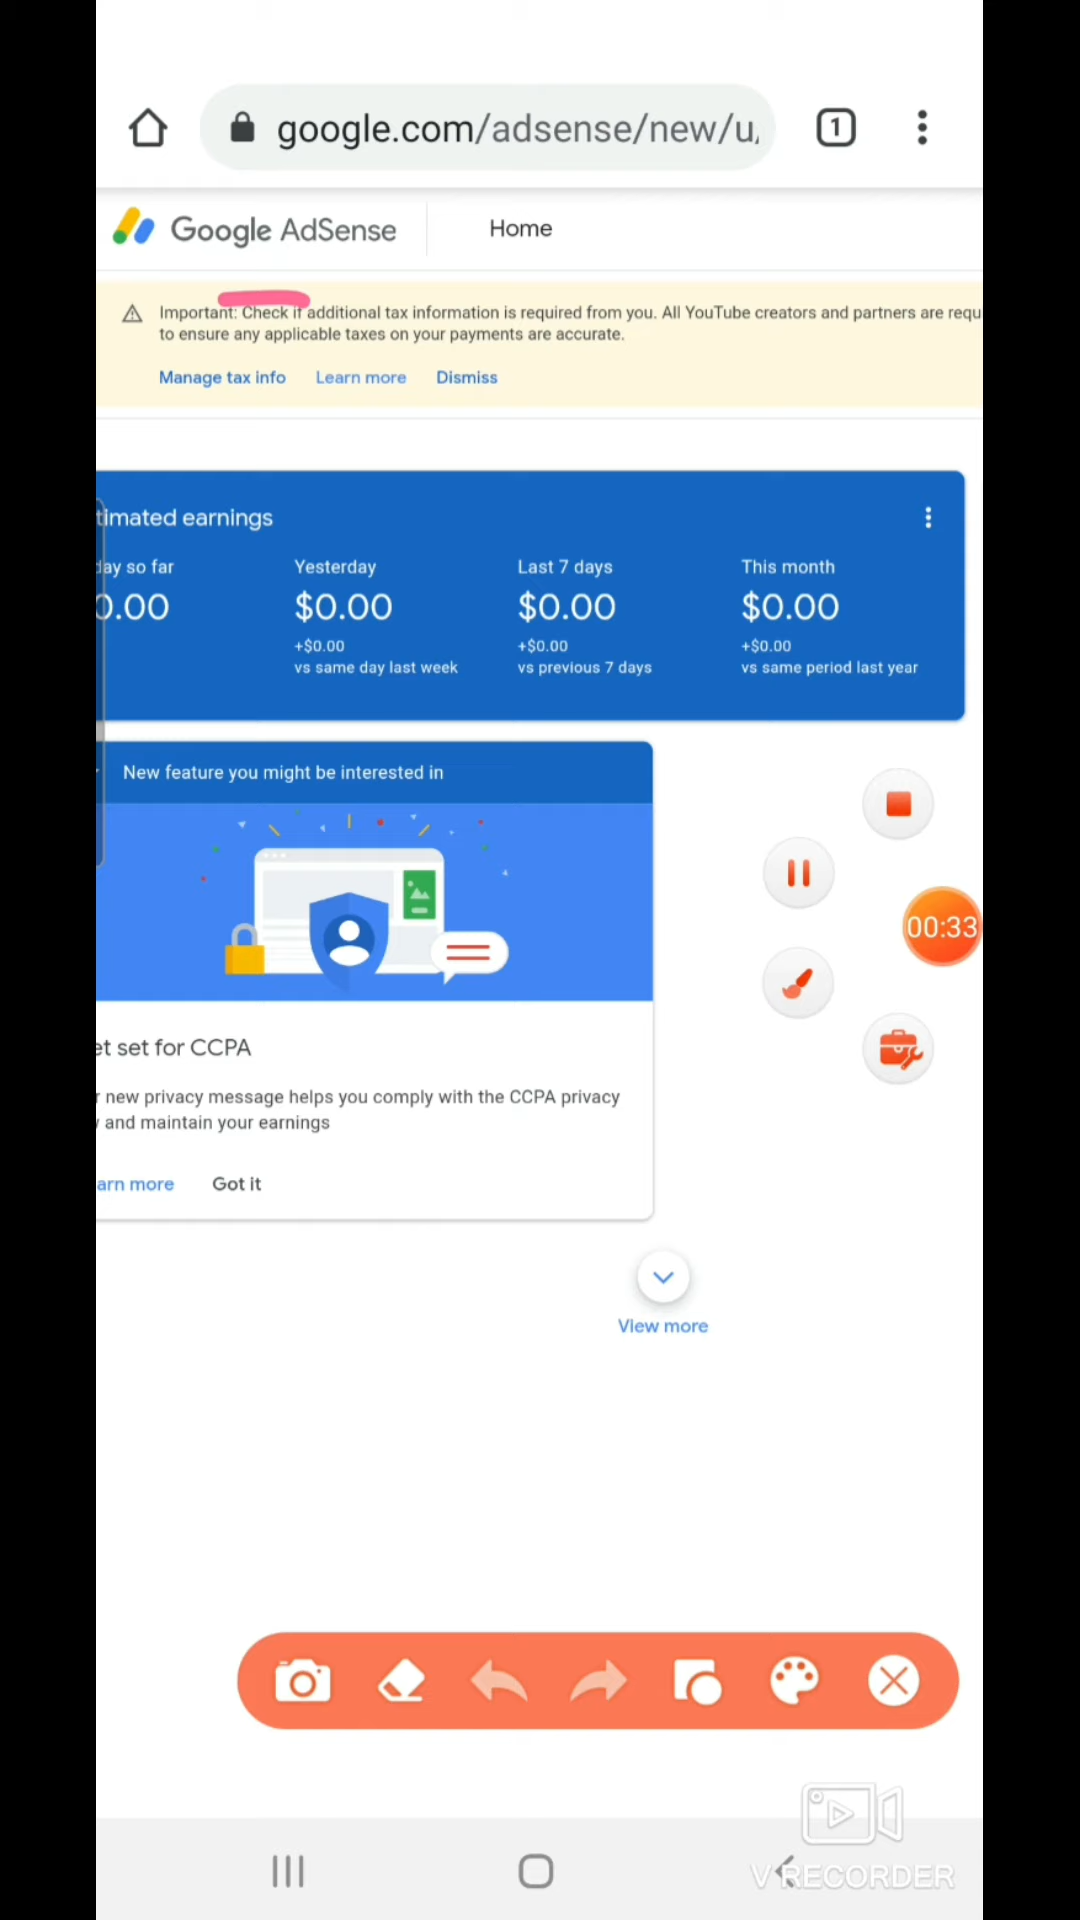 google.com/adsense/new/u
1
Google AdSense
Home
Important: Check if additional tax information is required from you. All YouTube creators and partners are requ
to ensure any applicable taxes on your payments are accurate.
Manage tax info Learn more Dismiss
timated earnings
day so far Yesterday Last 7 days This month
0.00 $0.00 $0.00 $0.00
+$0.00 +$0.00 +$0.00
vs same day last week vs previous 7 days vs same period last year
New feature you might be interested in
00:33
et set for CCPA
r new privacy message helps you comply with the CCPA privacy
and maintain your earnings
arn more Got it
View more
V RECORDER